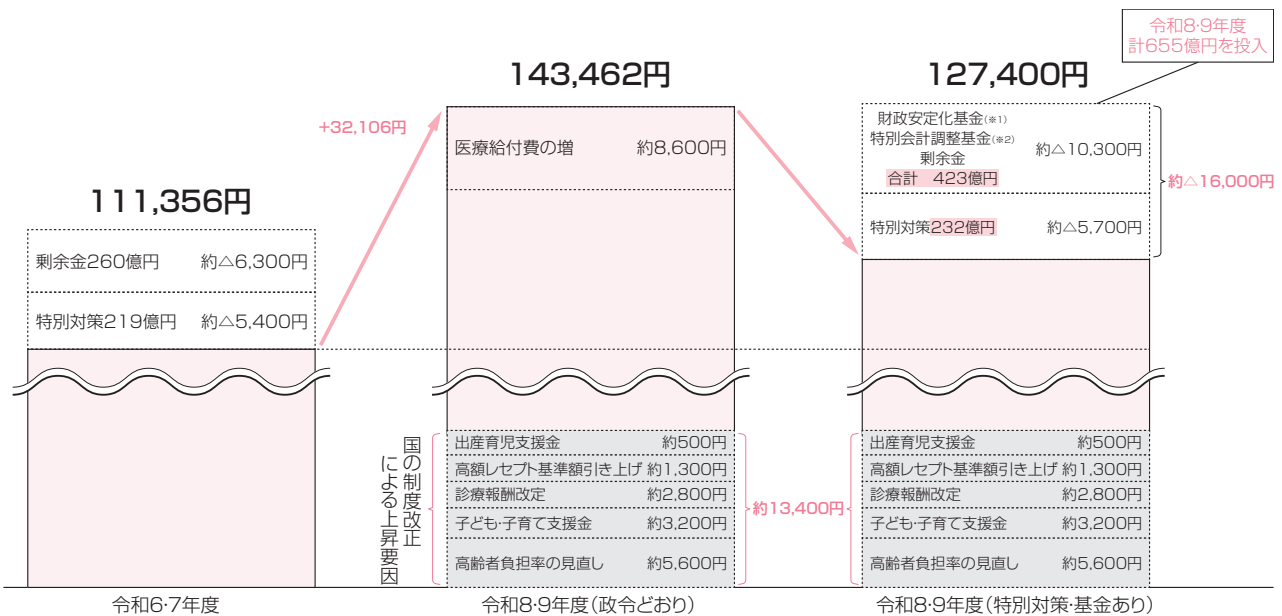 令和8・9年度
計655億円を投入
111,356円
剰余金260億円 約△6,300円
特別対策219億円 約△5,400円
令和6・7年度
+32,106円
143,462円
医療給付費の増 約8,600円
国の制度改正
による上昇要因
出産育児支援金 約500円
高額レセプト基準額引き上げ 約1,300円
診療報酬改定 約2,800円
子ども・子育て支援金 約3,200円
高齢者負担率の見直し 約5,600円
約13,400円
令和8・9年度(政令どおり)
127,400円
財政安定化基金(※1)
特別会計調整基金(※2)
剰余金
合計 423億円
約△10,300円
特別対策232億円 約△5,700円
約△16,000円
出産育児支援金 約500円
高額レセプト基準額引き上げ 約1,300円
診療報酬改定 約2,800円
子ども・子育て支援金 約3,200円
高齢者負担率の見直し 約5,600円
令和8・9年度(特別対策・基金あり)